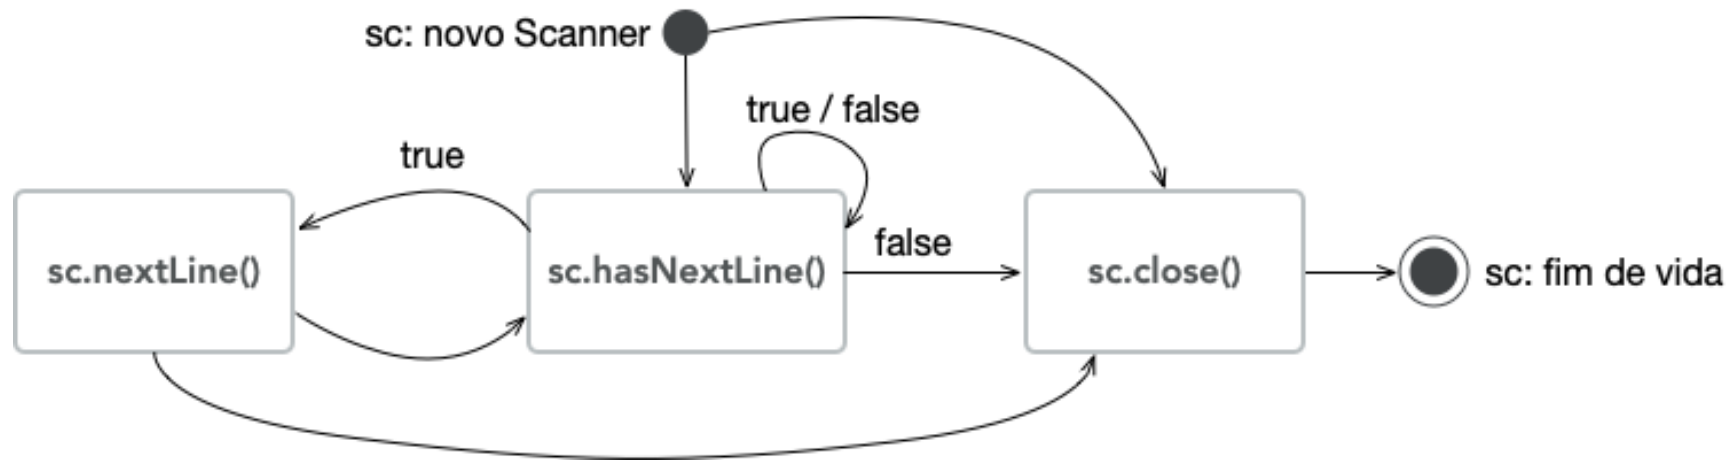 sc: novo Scanner
true / false
true
false
sc.nextLine()
sc.hasNextLine()
sc.close()
sc: fim de vida